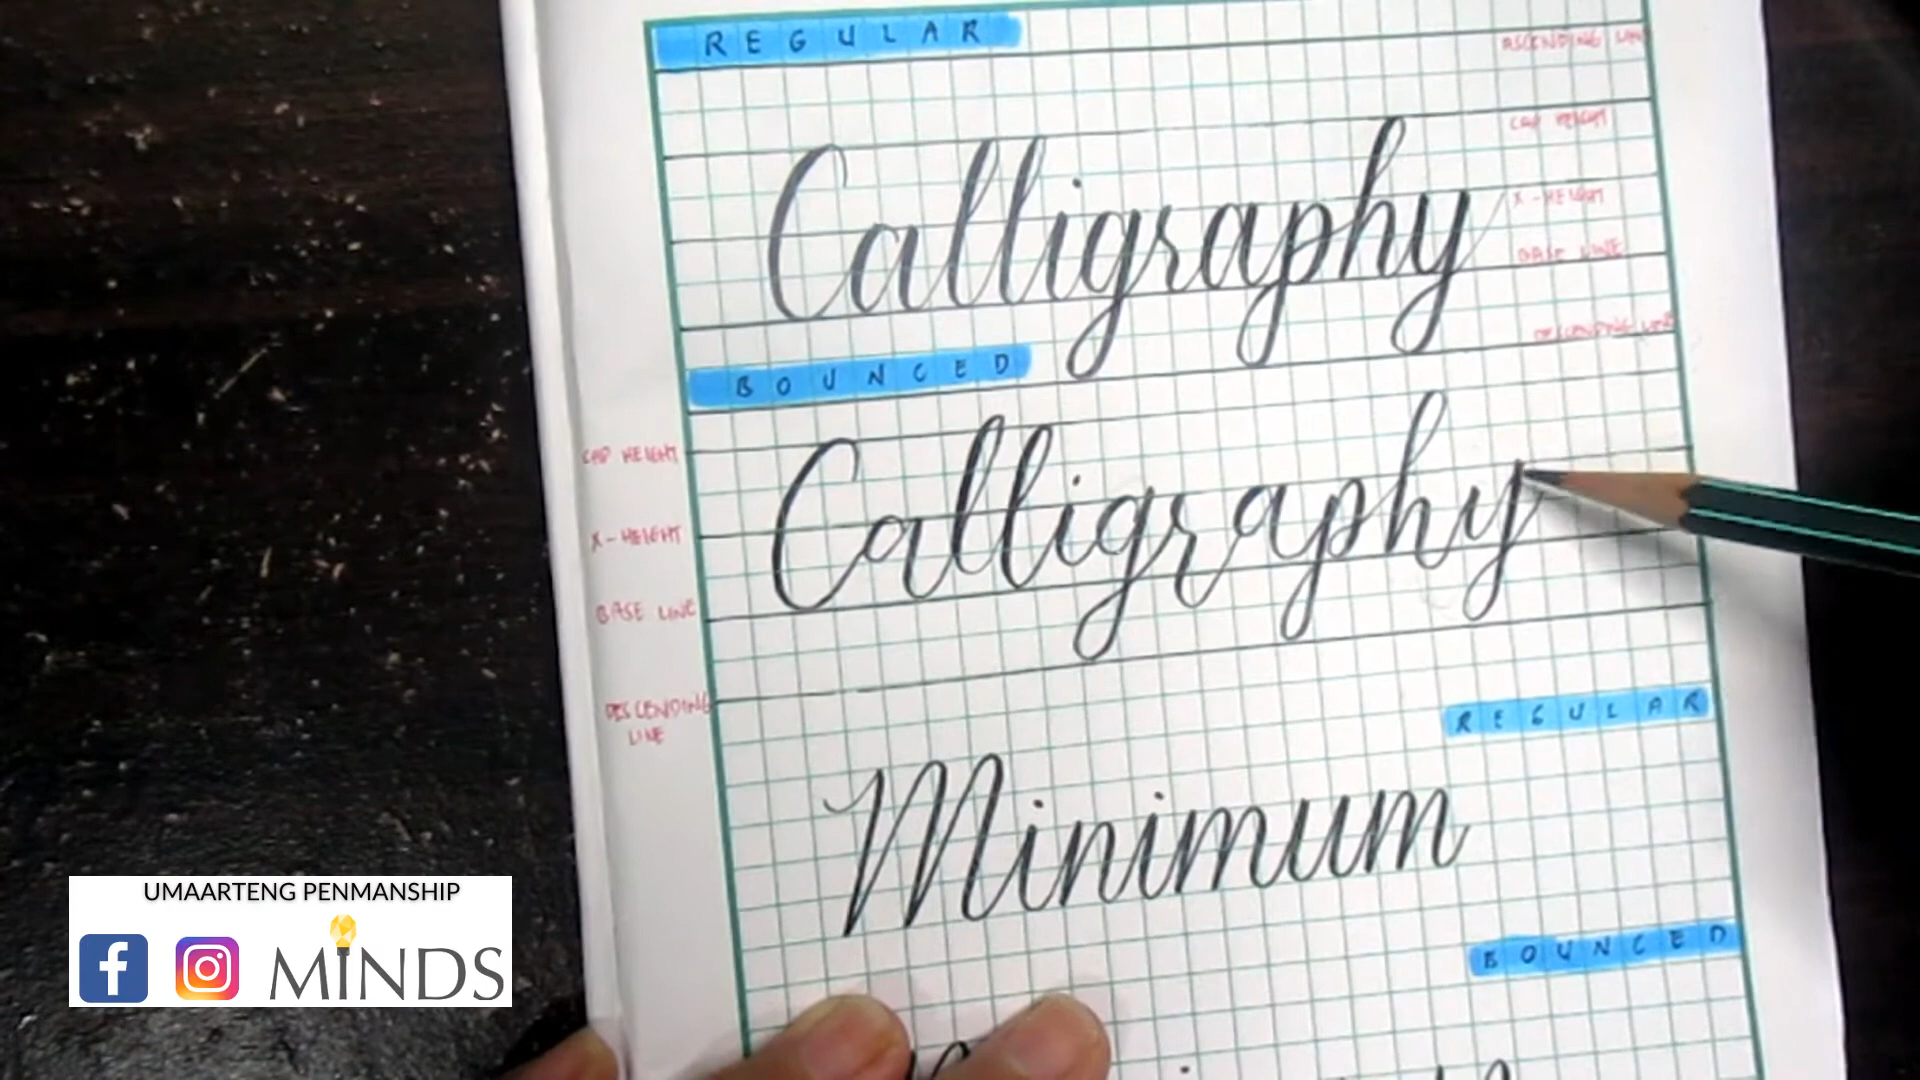 REGULAR
ASCENDING LINE
CAP HEIGHT
X-HEIGHT
BASE LINE
DESCENDING LINE
Calligraphy
BOUNCED
CAP HEIGHT
X-HEIGHT
BASE LINE
DESCENDING
LINE
Calligraphy
REGULAR
Minimum
BOUNCED
UMAARTENG PENMANSHIP
MINDS